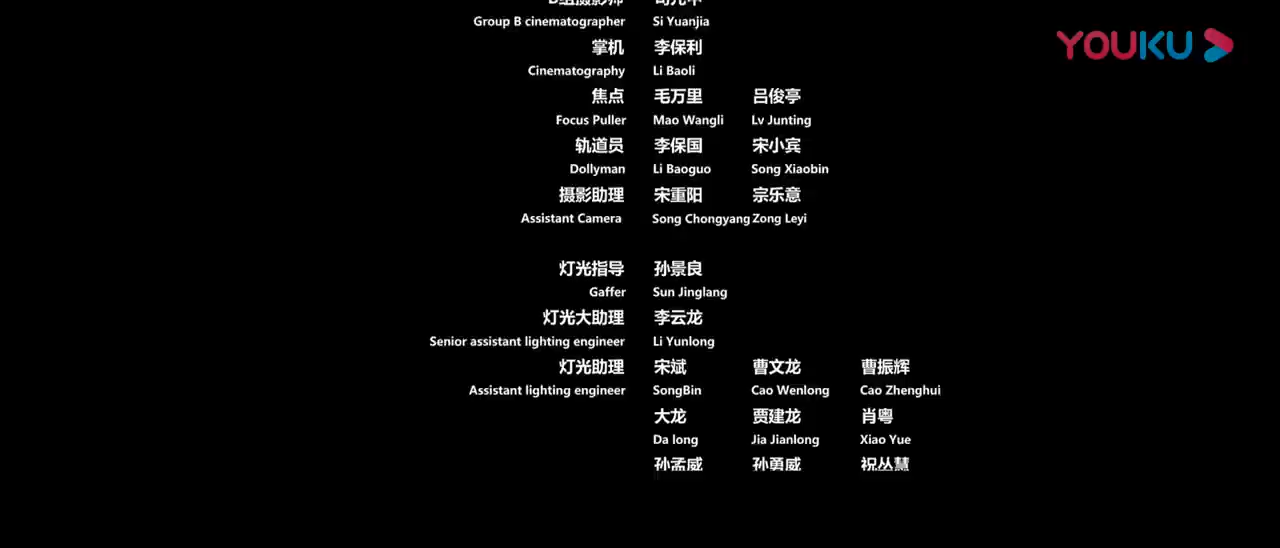 Group B cinematographer Si Yuanjia
YOUKU
掌机 李保利
Cinematography Li Baoli
焦点 毛万里 吕俊亭
Focus Puller Mao Wangli Lv Junting
轨道员 李保国 宋小宾
Dollyman Li Baoguo Song Xiaobin
摄影助理 宋重阳 宗乐意
Assistant Camera Song Chongyang Zong Leyi
灯光指导 孙景良
Gaffer Sun Jinglang
灯光大助理 李云龙
Senior assistant lighting engineer Li Yunlong
灯光助理 宋斌 曹文龙 曹振辉
Assistant lighting engineer SongBin Cao Wenlong Cao Zhenghui
大龙 贾建龙 肖粤
Da long Jia Jianlong Xiao Yue
孙孟威 孙勇威 祝丛慧